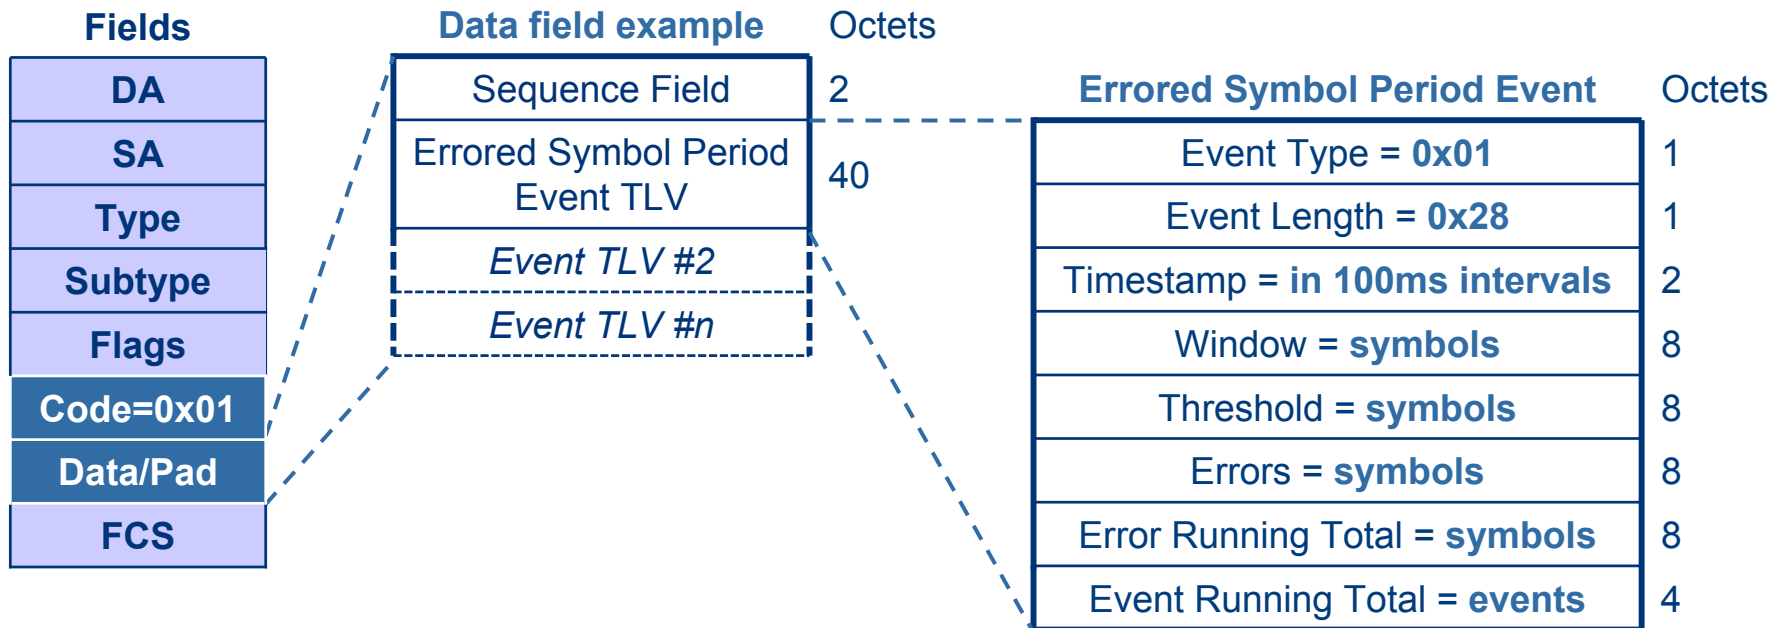 Fields
DA
SA
Type
Subtype
Flags
Code=0x01
Data/Pad
FCS
Data field example
Octets
Sequence Field
2
Errored Symbol Period
Event TLV
40
Event TLV #2
Event TLV #n
Errored Symbol Period Event
Octets
Event Type = 0x01
1
Event Length = 0x28
1
Timestamp = in 100ms intervals
2
Window = symbols
8
Threshold = symbols
8
Errors = symbols
8
Error Running Total = symbols
8
Event Running Total = events
4